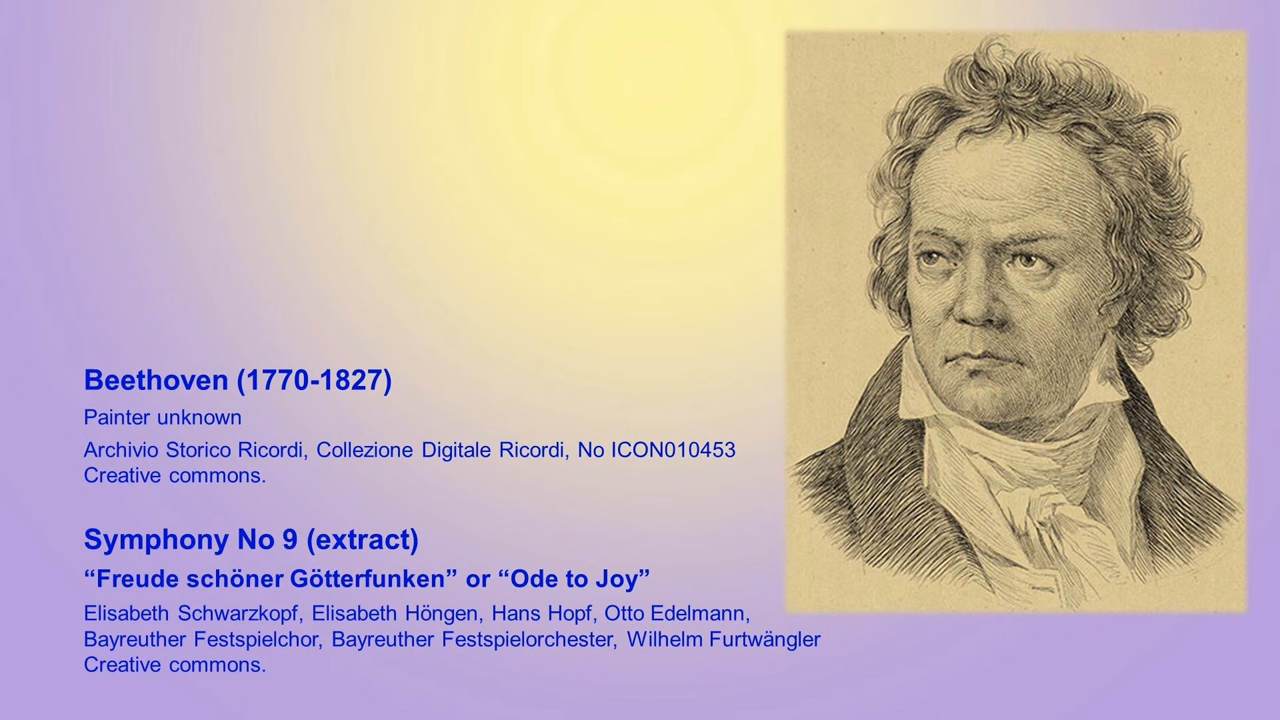 Beethoven (1770-1827)
Painter unknown
Archivio Storico Ricordi, Collezione Digitale Ricordi, No ICON010453
Creative commons.
Symphony No 9 (extract)
“Freude schöner Götterfunken” or “Ode to Joy”
Elisabeth Schwarzkopf, Elisabeth Höngen, Hans Hopf, Otto Edelmann,
Bayreuther Festspielchor, Bayreuther Festspielorchester, Wilhelm Furtwängler
Creative commons.